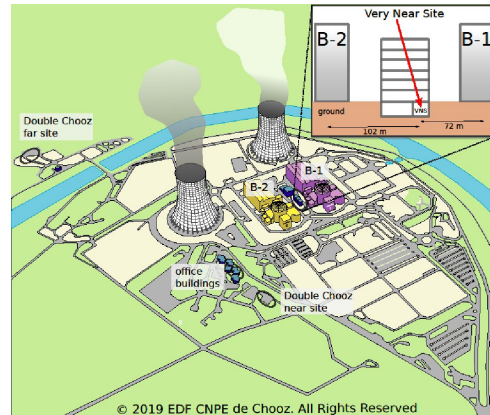 Very Near Site
B-2
B-1
VNS
ground
102 m
72 m
Double Chooz
far site
B-1
B-2
office
buildings
Double Chooz
near site
© 2019 EDF CNPE de Chooz. All Rights Reserved